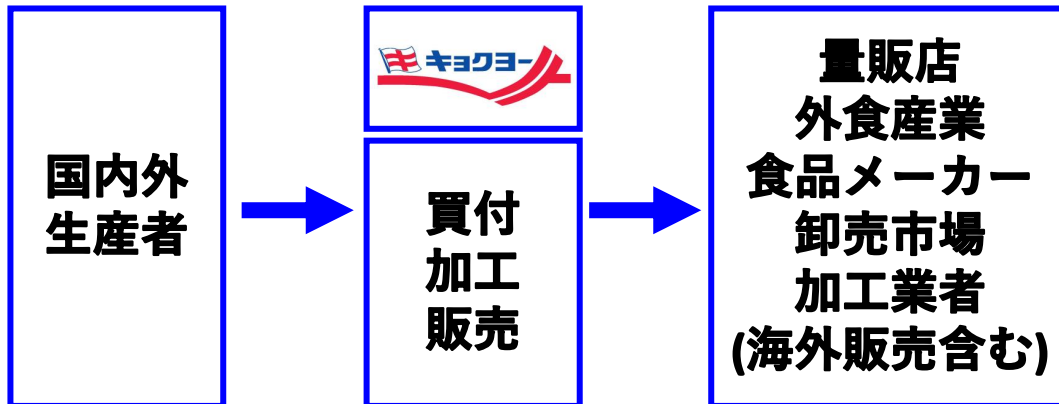 国内外
生産者
キョクヨー
買付
加工
販売
量販店
外食産業
食品メーカー
卸売市場
加工業者
(海外販売含む)